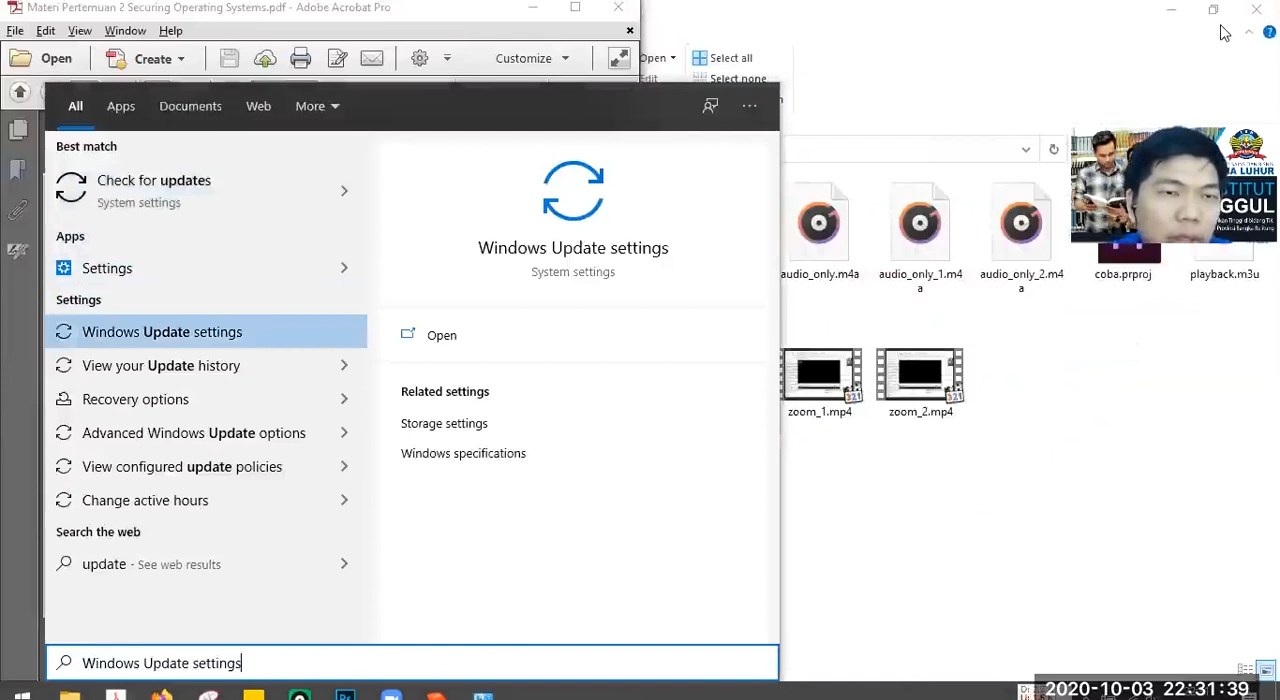 Materi Pertemuan 2 Securing Operating Systems.pdf - Adobe Acrobat Pro
File Edit View Window Help
Open Create Customize
Open Select all
Select none
All Apps Documents Web More
Best match
Check for updates
System settings
Apps
Settings
Settings
Windows Update settings
View your Update history
Recovery options
Advanced Windows Update options
View configured update policies
Change active hours
Search the web
update - See web results
Windows Update settings
Windows Update settings
System settings
Open
Related settings
Storage settings
Windows specifications
audio_only.m4a
audio_only_1.m4
a
audio_only_2.m4
a
coba.prproj
playback.m3u
zoom_1.mp4
zoom_2.mp4
LUHUR
GGUL
2020-10-03 22:31:39